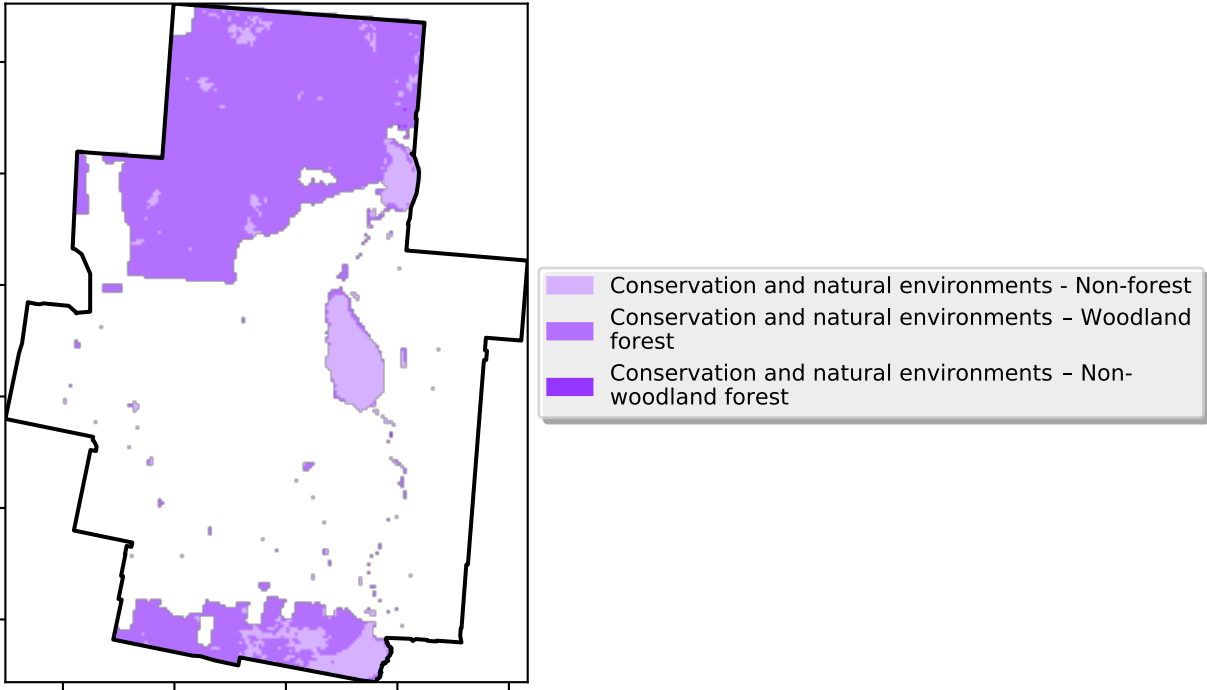 Conservation and natural environments - Non-forest
Conservation and natural environments – Woodland
forest
Conservation and natural environments – Non-
woodland forest